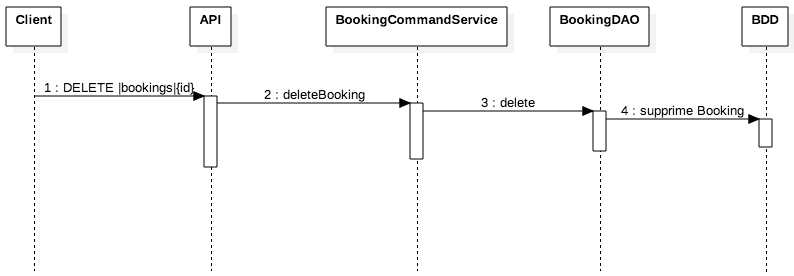 Client
API
BookingCommandService
BookingDAO
BDD
1 : DELETE |bookings|{id}
2 : deleteBooking
3 : delete
4 : supprime Booking